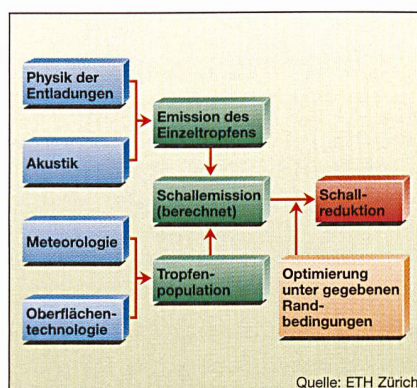 Physik der
Entladungen
Emission des
Einzeltropfens
Akustik
Schallemission
(berechnet)
Schall-
reduktion
Meteorologie
Tropfen-
population
Oberflächen-
technologie
Optimierung
unter gegebenen
Rand-
bedingungen
Quelle: ETH Zürich